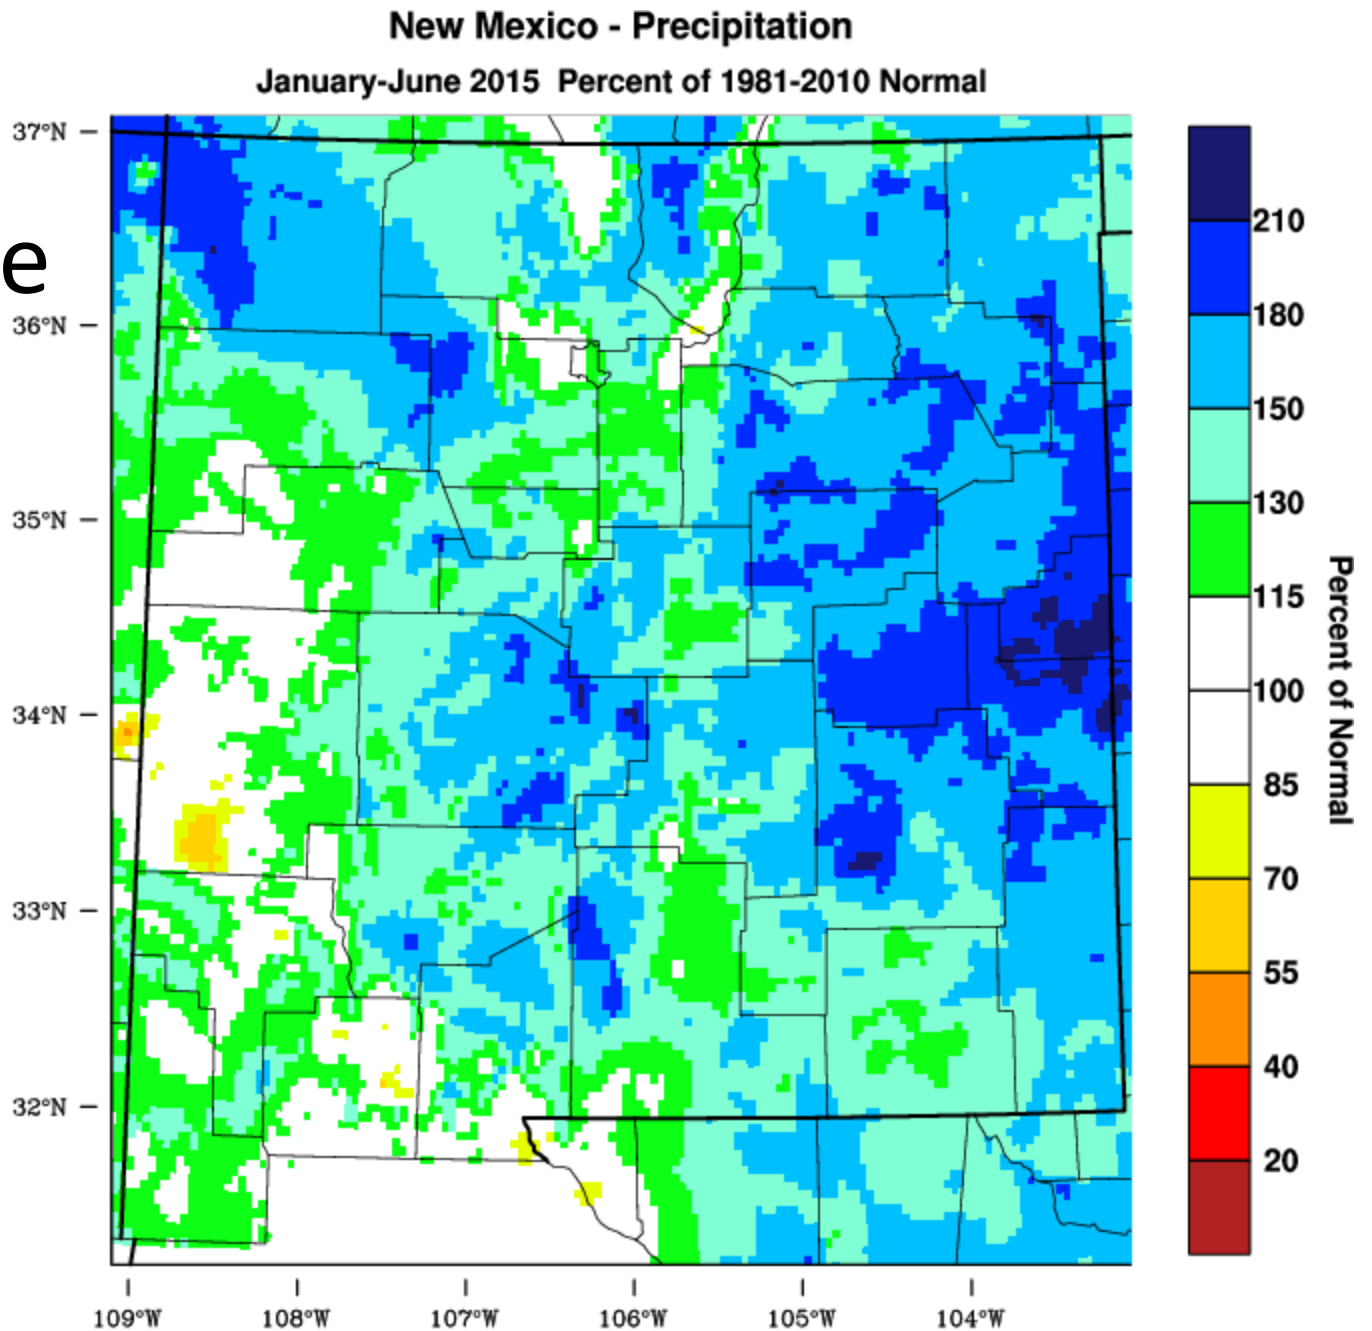 New Mexico - Precipitation
January-June 2015 Percent of 1981-2010 Normal
e
37°N
36°N
35°N
34°N
33°N
32°N
109°W 108°W 107°W 106°W 105°W 104°W
210
180
150
130
115
100
85
70
55
40
20
Percent of Normal